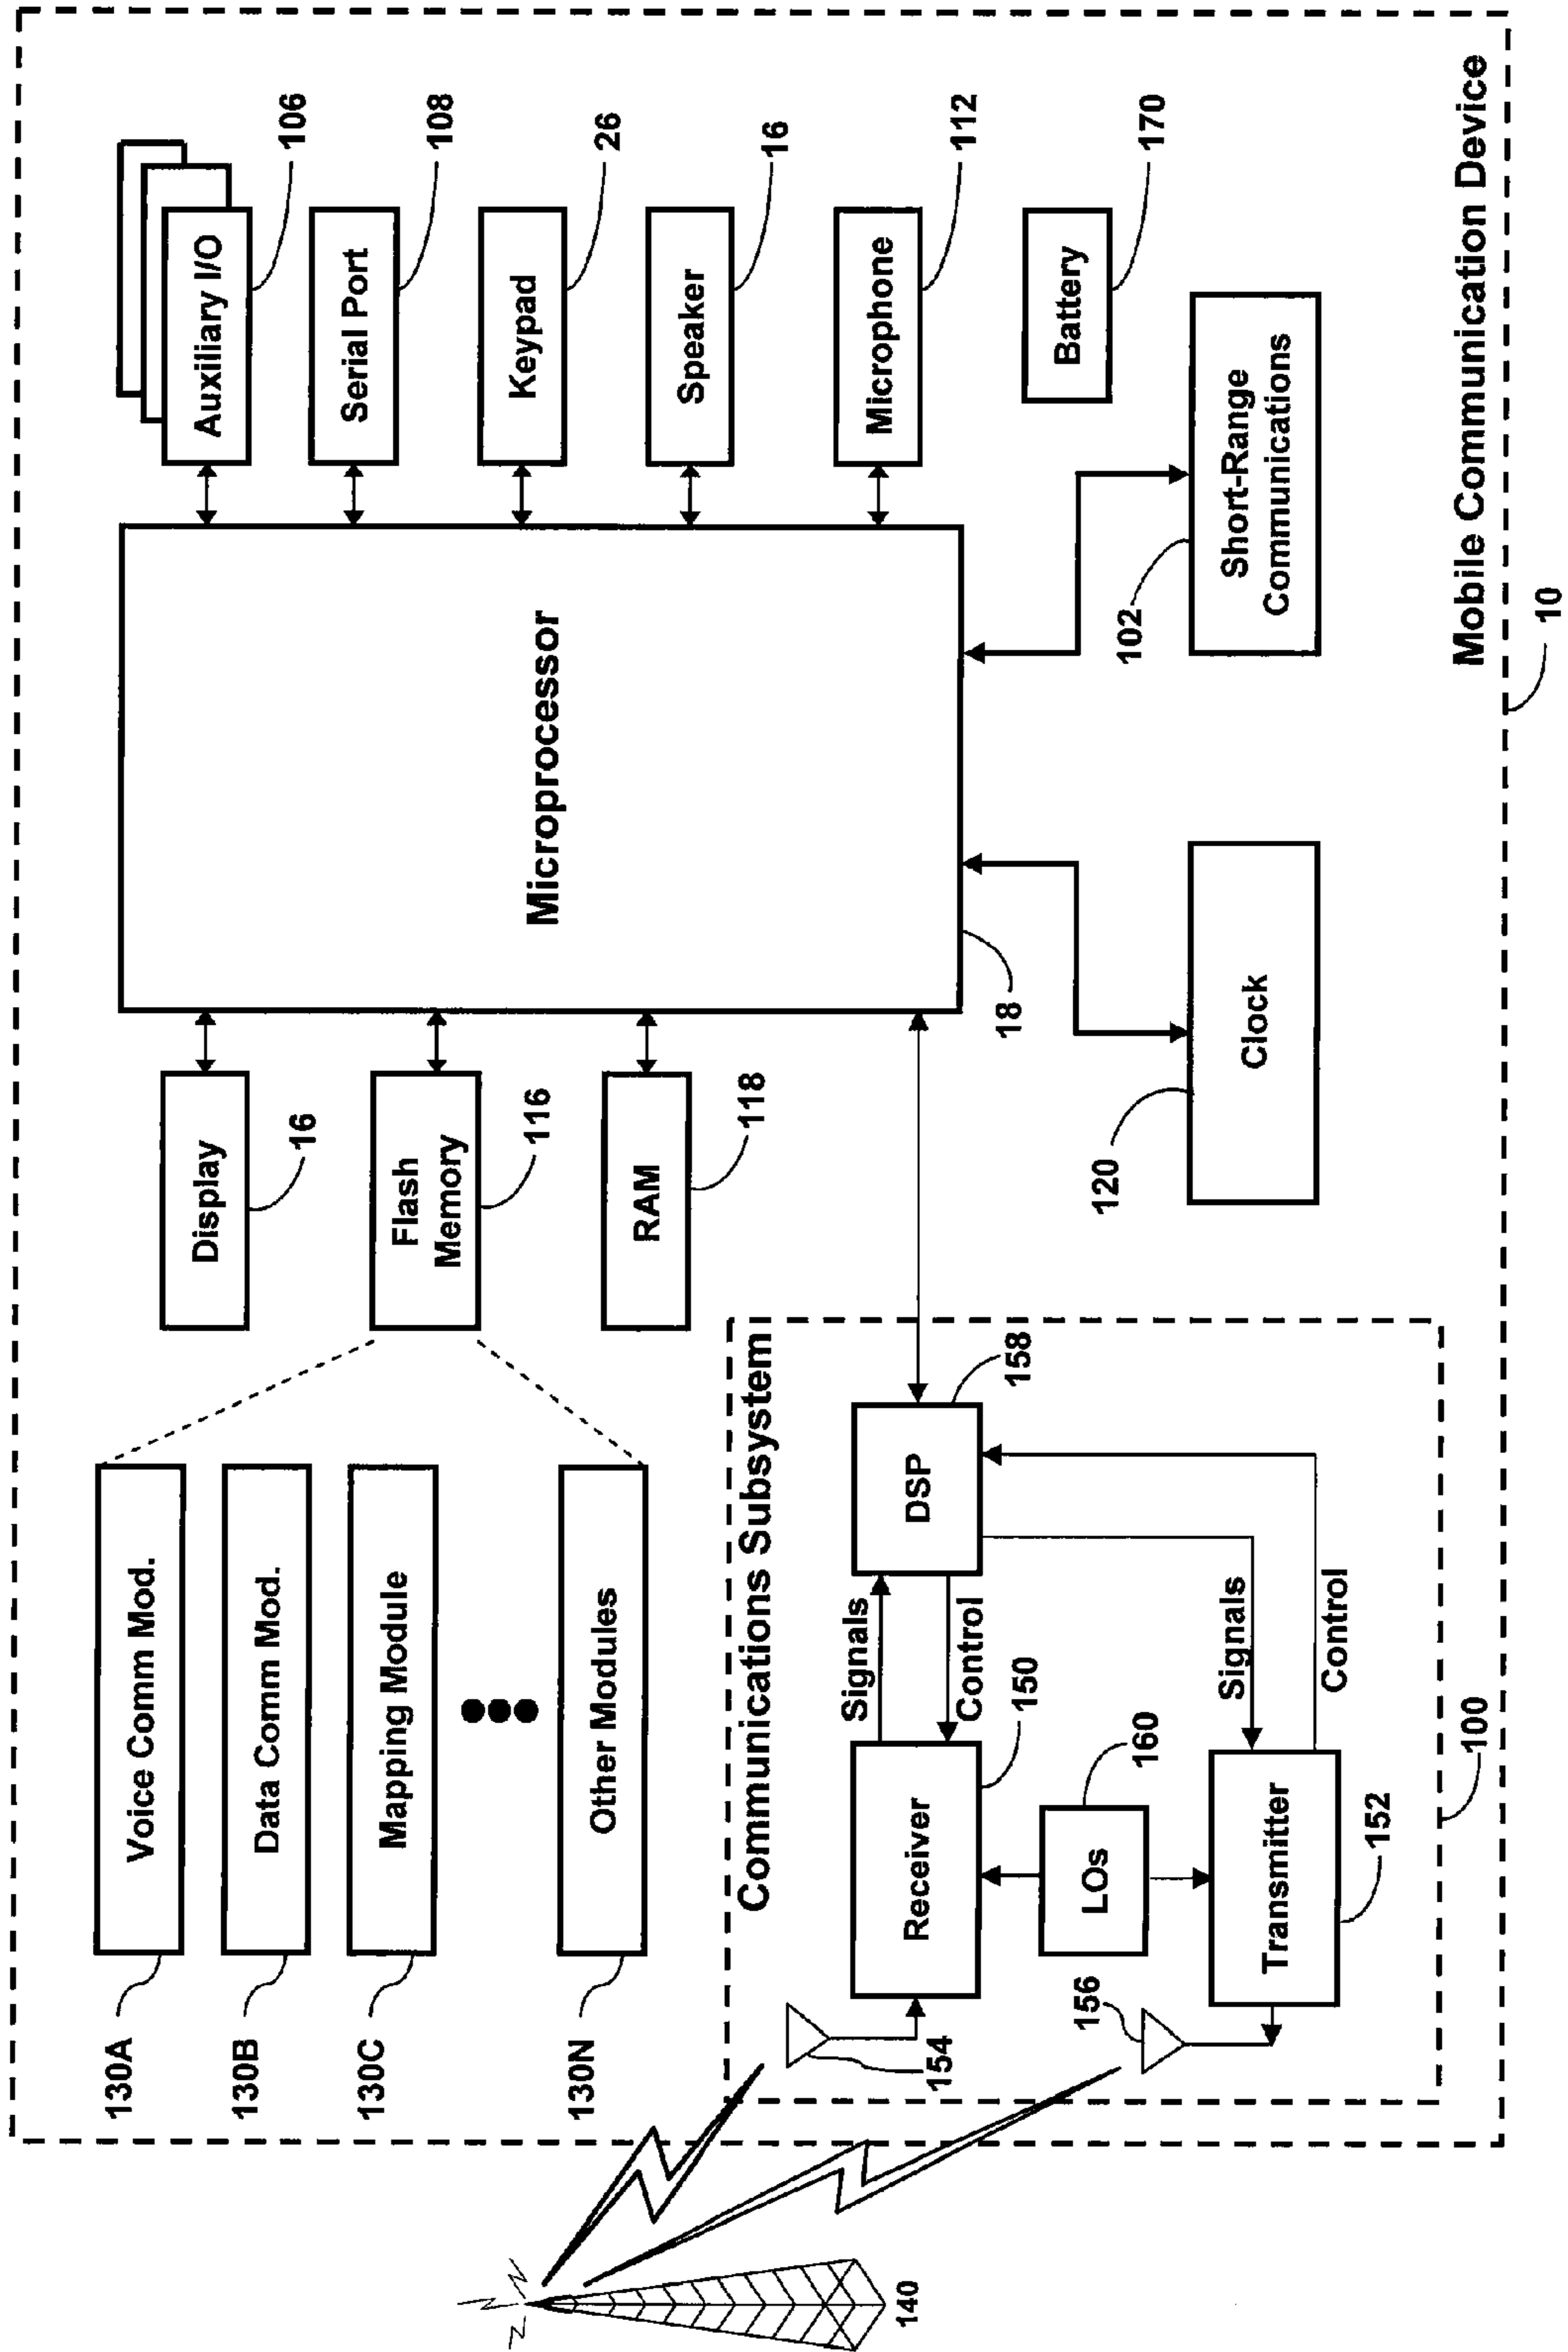 130A
Voice Comm Mod.
130B
Data Comm Mod.
130C
Mapping Module
130N
Other Modules
Display
16
Flash
Memory
116
RAM
118
Microprocessor
18
Auxiliary I/O
106
Serial Port
108
Keypad
26
Speaker
16
Microphone
112
Battery
170
140
Communications Subsystem
154
Receiver
150
Signals
Control
DSP
158
LOs
160
156
Transmitter
152
Signals
Control
100
120
Clock
102
Short-Range
Communications
Mobile Communication Device
10